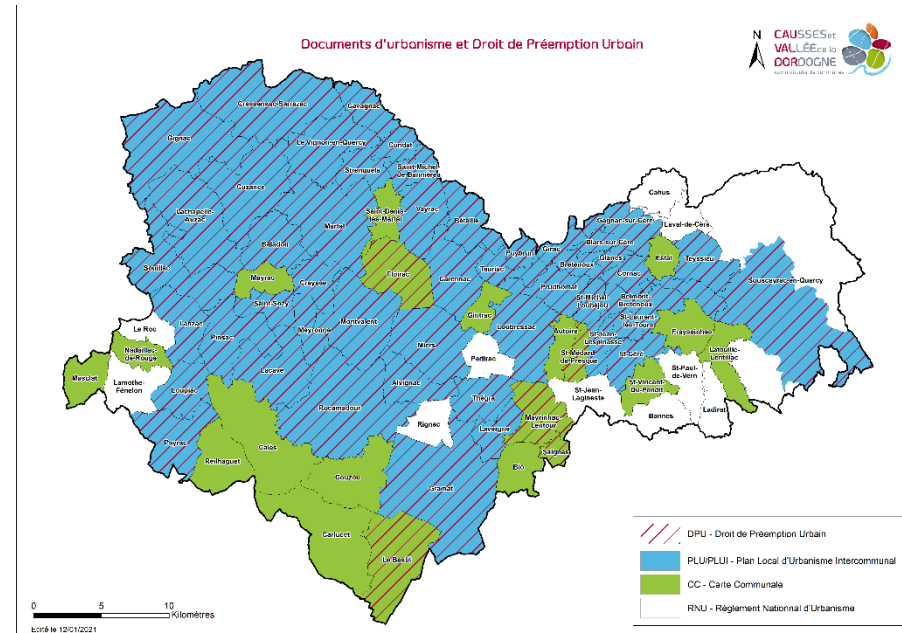 Documents d'urbanisme et Droit de Préemption Urbain
N
CAUSSES et
VALLÉE de la
DORDOGNE
communauté de communes
Cressensac-Sarrazac
Cavagnac
Gignac
Le Vignon-en-Quercy
Condat
Saint-Michel-
de-Bannières
Strenquels
Cuzance
Cahus
Saint-Denis-
lès-Martel
Vayrac
Bétaille
Lachapelle-
Auzac
Martel
Gagnac-sur-Cère
Laval-de-Cère
Baladou
Puybrun
Girac
Biars-sur-Cère
Glanes
Estal
Teyssieu
Souillac
Mayrac
Floirac
Carennac
Tauriac
Bretenoux
Cornac
Sousceyrac-en-Quercy
Creysse
Saint-Sozy
Prudhomat
Gintrac
St-Michel-
Loubejou
Belmont-
Bretenoux
Le Roc
Lanzac
Pinsac
Meyronne
Montvalent
Loubressac
Autoire
St-Jean-
Lespinasse
St-Laurent-
les-Tours
Frayssinhes
Nadaillac-
de-Rouge
Miers
Padirac
St-Médard-
de-Presque
St-Céré
Latouille-
Lentillac
Masclat
Lamothe-
Fénelon
Lacave
Alvignac
St-Jean-
Lagineste
St-Vincent-
du-Pendit
St-Paul-
de-Vern
Loupiac
Rocamadour
Thégra
Mayrinhac-
Lentour
Bannes
Ladirat
Rignac
Lavergne
Payrac
Reilhaguet
Calès
Saignes
Couzou
Bio
Gramat
Carlucet
Le Bastit
DPU - Droit de Préemption Urbain
PLU/PLUI - Plan Local d'Urbanisme Intercommunal
CC - Carte Communale
RNU - Règlement Nationnal d'Urbanisme
0 5 10
Kilomètres
Edité le 12/01/2021